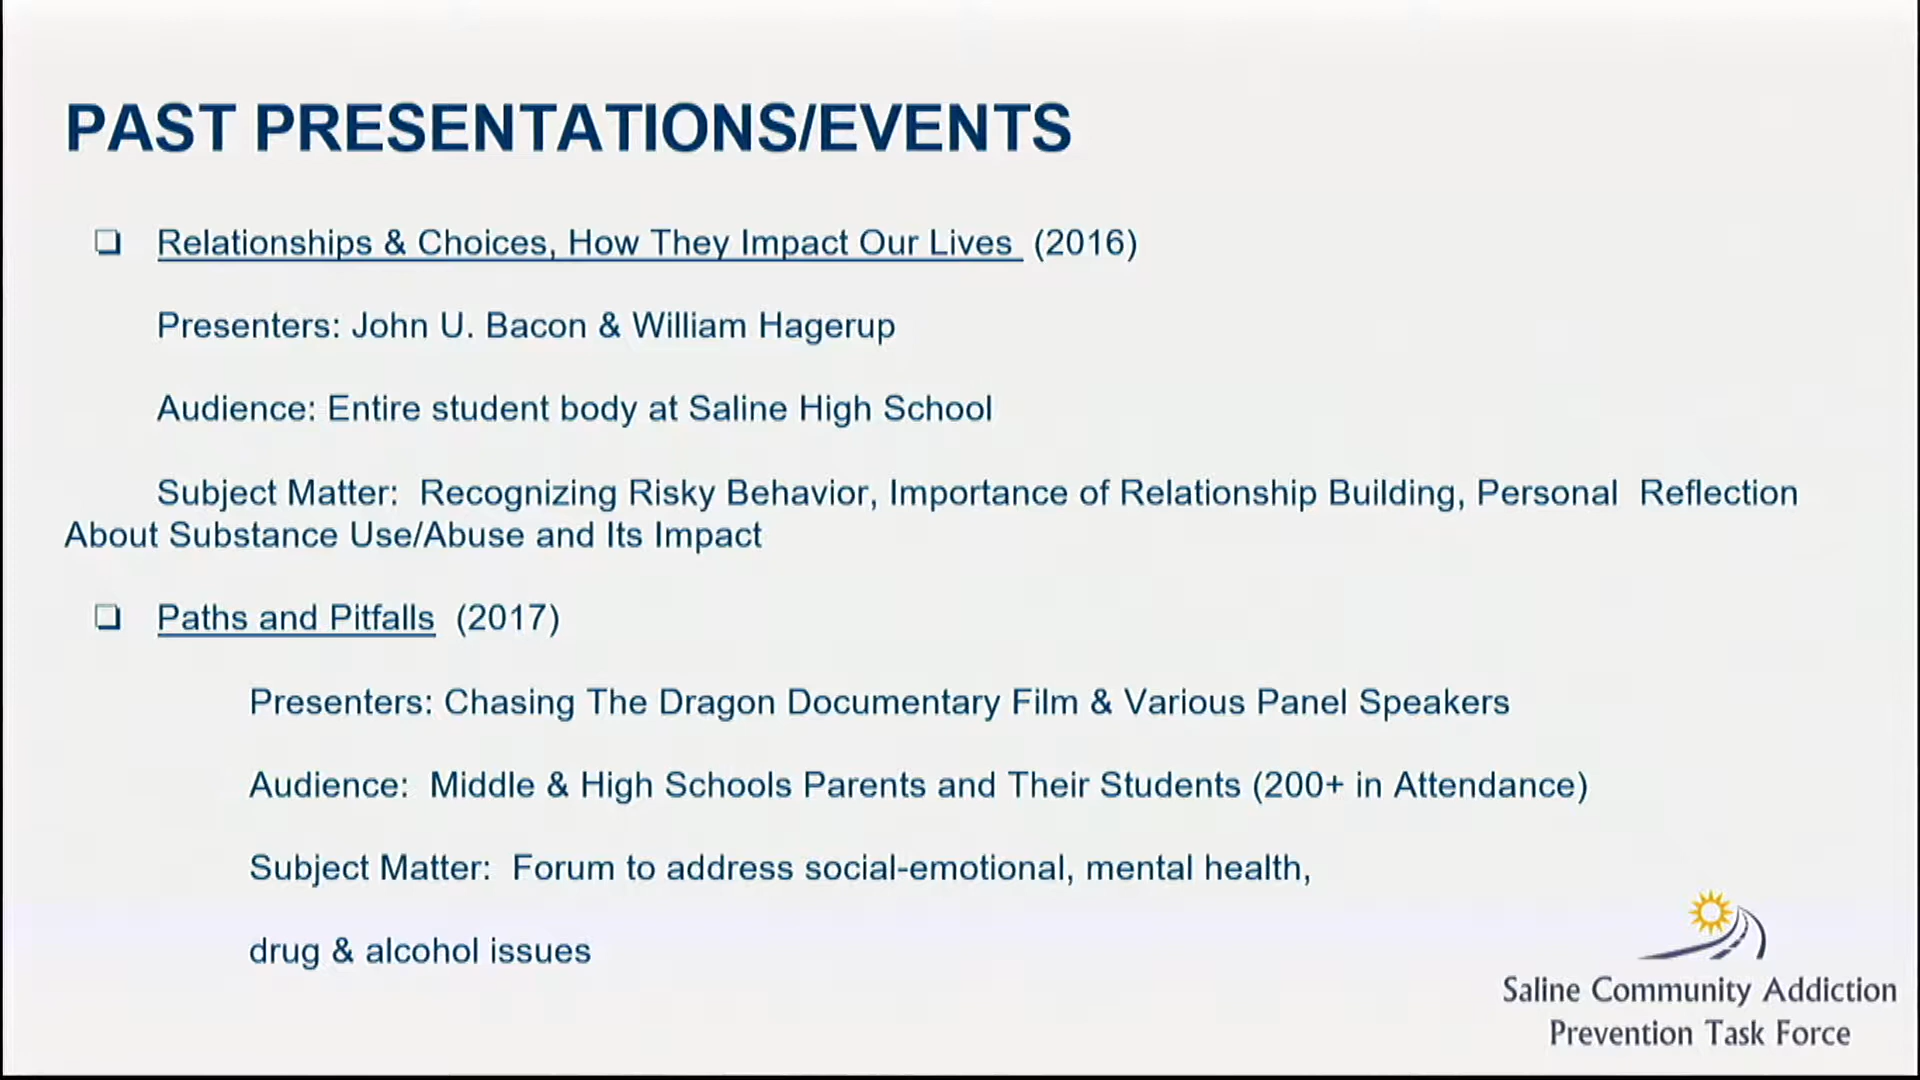 PAST PRESENTATIONS/EVENTS
❏ Relationships & Choices, How They Impact Our Lives (2016)
Presenters: John U. Bacon & William Hagerup
Audience: Entire student body at Saline High School
Subject Matter: Recognizing Risky Behavior, Importance of Relationship Building, Personal Reflection
About Substance Use/Abuse and Its Impact
❏ Paths and Pitfalls (2017)
Presenters: Chasing The Dragon Documentary Film & Various Panel Speakers
Audience: Middle & High Schools Parents and Their Students (200+ in Attendance)
Subject Matter: Forum to address social-emotional, mental health,
drug & alcohol issues
Saline Community Addiction
Prevention Task Force